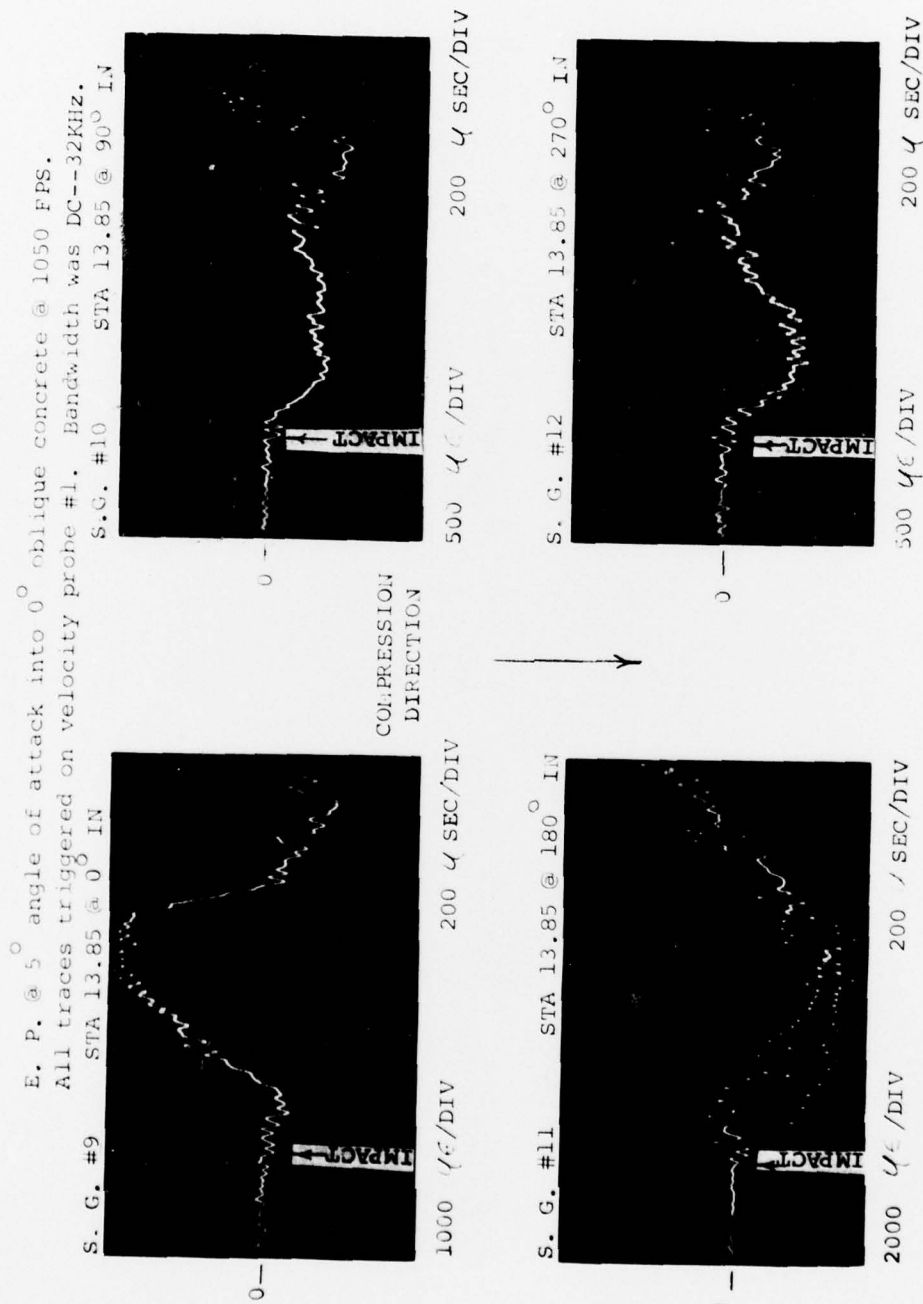 E. P. @ 5° angle of attack into 0° oblique concrete @ 1050 FPS.
All traces triggered on velocity probe #1. Bandwidth was DC--32KHz.
S. G. #9 STA 13.85 @ 0° IN
0
IMPACT
1000 με/DIV 200 μ SEC/DIV
S.G. #10 STA 13.85 @ 90° IN
0
IMPACT
500 με/DIV 200 μ SEC/DIV
COMPRESSION
DIRECTION
S. G. #11 STA 13.85 @ 180° IN
IMPACT
2000 με/DIV 200 / SEC/DIV
S. G. #12 STA 13.85 @ 270° IN
0
IMPACT
500 με/DIV 200 μ SEC/DIV